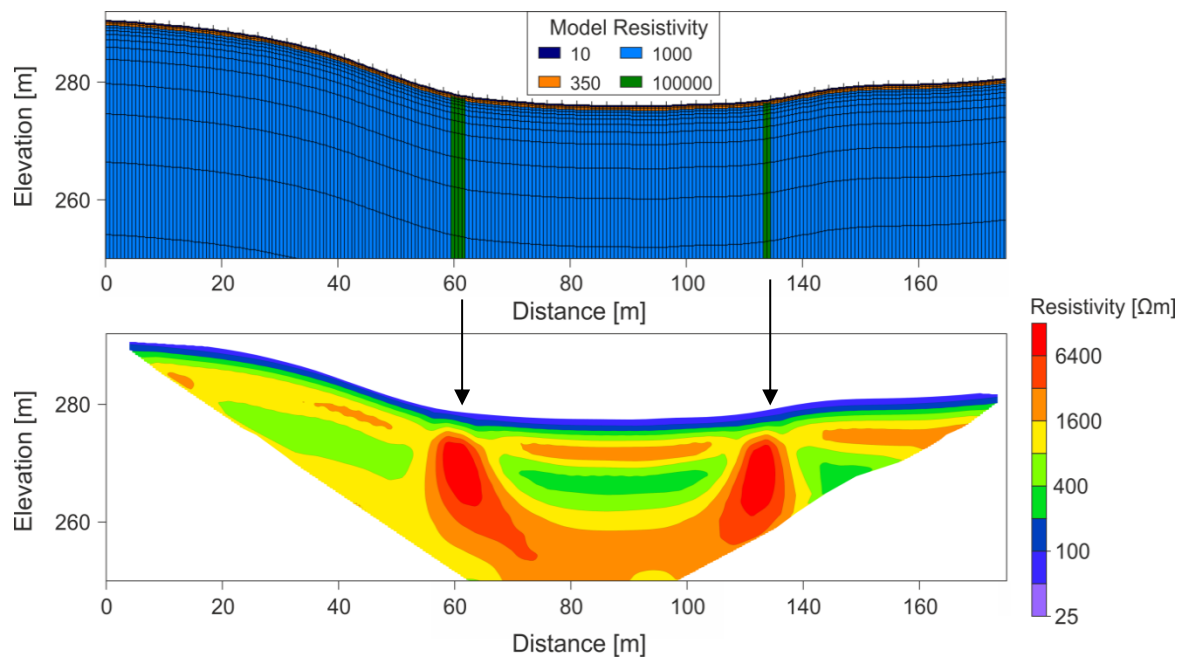 Model Resistivity
10 1000
350 100000
Elevation [m]
280
260
0 20 40 60 80 100 120 140 160
Distance [m]
Resistivity [Ωm]
6400
1600
400
100
25
Elevation [m]
280
260
0 20 40 60 80 100 120 140 160
Distance [m]